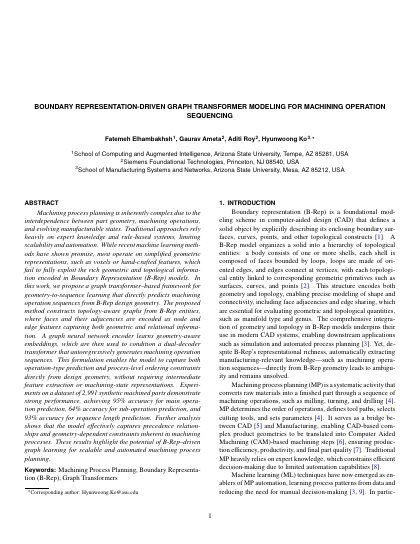 BOUNDARY REPRESENTATION-DRIVEN GRAPH TRANSFORMER MODELING FOR MACHINING OPERATION
SEQUENCING
Fatemeh Elhambakhsh1, Gaurav Ameta2, Aditi Roy2, Hyunwoong Ko3,*
1School of Computing and Augmented Intelligence, Arizona State University, Tempe, AZ 85281, USA
2Siemens Foundational Technologies, Princeton, NJ 08540, USA
3School of Manufacturing Systems and Networks, Arizona State University, Mesa, AZ 85212, USA
ABSTRACT
Machining process planning is inherently complex due to the
interdependence between part geometry, machining operations,
and evolving manufacturable states. Traditional approaches rely
heavily on expert knowledge and rule-based systems, limiting
scalability and automation. While recent machine learning meth-
ods have shown promise, most operate on simplified geometric
representations, such as voxels or hand-crafted features, which
fail to fully exploit the rich geometric and topological informa-
tion encoded in Boundary Representation (B-Rep) models. In
this work, we propose a graph transformer-based framework for
geometry-to-sequence learning that directly predicts machining
operation sequences from B-Rep design geometry. The proposed
method constructs topology-aware graphs from B-Rep entities,
where faces and their adjacencies are encoded as node and
edge features capturing both geometric and relational informa-
tion. A graph neural network encoder learns geometry-aware
embeddings, which are then used to condition a dual-decoder
transformer that autoregressively generates machining operation
sequences. This formulation enables the model to capture both
operation-type prediction and process-level ordering constraints
directly from design geometry, without requiring intermediate
feature extraction or machining-state representations. Experi-
ments on a dataset of 2,991 synthetic machined parts demonstrate
strong performance, achieving 95% accuracy for main opera-
tion prediction, 64% accuracy for sub-operation prediction, and
93% accuracy for sequence length prediction. Further analysis
shows that the model effectively captures precedence relation-
ships and geometry-dependent constraints inherent in machining
processes. These results highlight the potential of B-Rep-driven
graph learning for scalable and automated machining process
planning.
Keywords: Machining Process Planning, Boundary Representa-
tion (B-Rep), Graph Transformers
*Corresponding author: Hyunwoong.Ko@asu.edu
1. INTRODUCTION
Boundary representation (B-Rep) is a foundational mod-
eling scheme in computer-aided design (CAD) that defines a
solid object by explicitly describing its enclosing boundary sur-
faces, curves, points, and other topological constructs [1]. A
B-Rep model organizes a solid into a hierarchy of topological
entities: a body consists of one or more shells, each shell is
composed of faces bounded by loops, loops are made of ori-
ented edges, and edges connect at vertices, with each topologi-
cal entity linked to corresponding geometric primitives such as
surfaces, curves, and points [2]. This structure encodes both
geometry and topology, enabling precise modeling of shape and
connectivity, including face adjacencies and edge sharing, which
are essential for evaluating geometric and topological quantities,
such as manifold type and genus. The comprehensive integra-
tion of geometry and topology in B-Rep models underpins their
use in modern CAD systems, enabling downstream applications
such as simulation and automated process planning [3]. Yet, de-
spite B-Rep's representational richness, automatically extracting
manufacturing-relevant knowledge—such as machining opera-
tion sequences—directly from B-Rep geometry leads to ambigu-
ity and remains unsolved.
Machining process planning (MP) is a systematic activity that
converts raw materials into a finished part through a sequence of
machining operations, such as milling, turning, and drilling [4].
MP determines the order of operations, defines tool paths, selects
cutting tools, and sets parameters [4]. It serves as a bridge be-
tween CAD [5] and Manufacturing, enabling CAD-based com-
plex product geometries to be translated into Computer Aided
Machining (CAM)-based machining steps [6], ensuring produc-
tion efficiency, productivity, and final part quality [7]. Traditional
MP heavily relies on expert knowledge, which constrains efficient
decision-making due to limited automation capabilities [8].
Machine learning (ML) techniques have now emerged as en-
ablers of MP automation, learning process patterns from data and
reducing the need for manual decision-making [3, 9]. In partic-
1